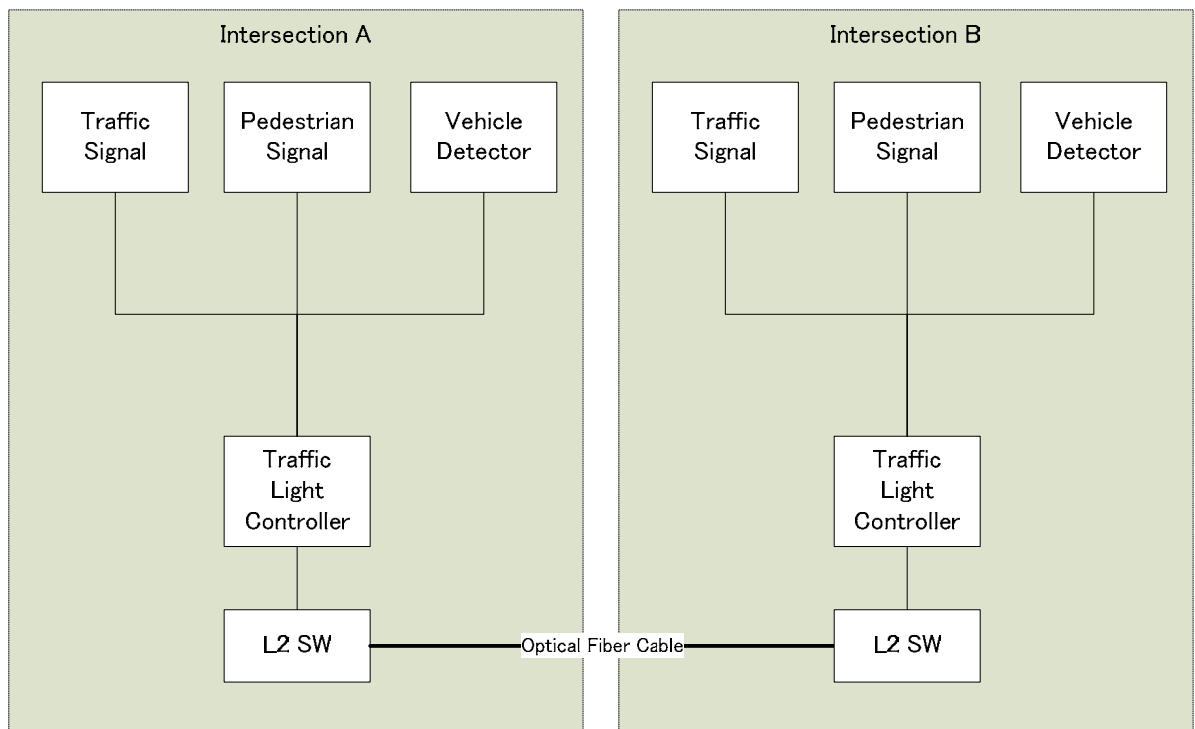 Intersection A
Traffic
Signal
Pedestrian
Signal
Vehicle
Detector
Traffic
Light
Controller
L2 SW
Optical Fiber Cable
Intersection B
Traffic
Signal
Pedestrian
Signal
Vehicle
Detector
Traffic
Light
Controller
L2 SW